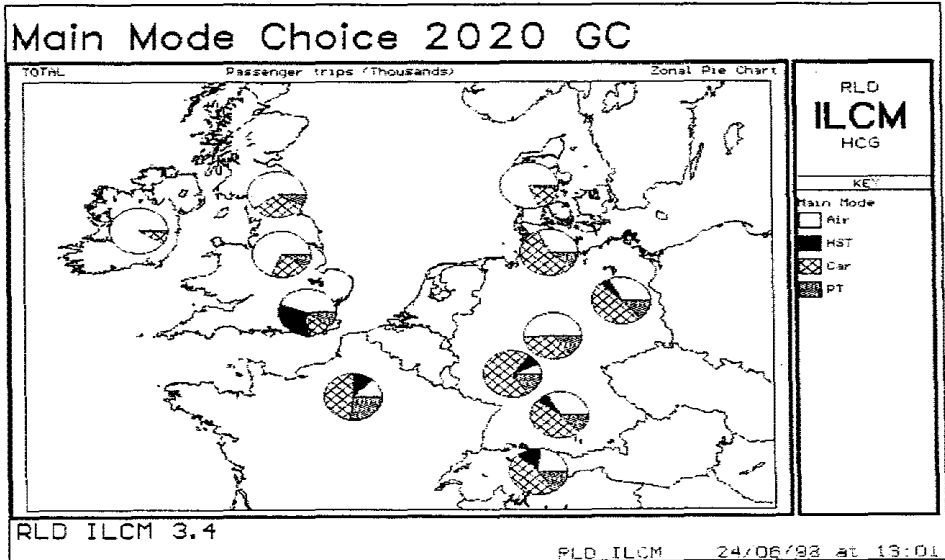 Main Mode Choice 2020 GC
TOTAL Passenger trips (Thousands) Zonal Pie Chart
RLD
ILCM
HCG
KEY
Main Mode
Air
HST
Car
PT
RLD ILCM 3.4
RLD ILCM 24/06/98 at 13:01